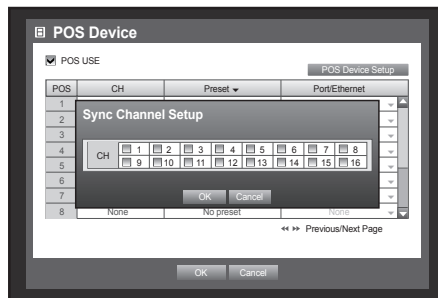 POS Device
POS USE
POS Device Setup
POS CH Preset Port/Ethernet
1
2
3
4
5
6
7
8 None No preset None
Sync Channel Setup
CH 1 2 3 4 5 6 7 8
9 10 11 12 13 14 15 16
OK Cancel
Previous/Next Page
OK Cancel